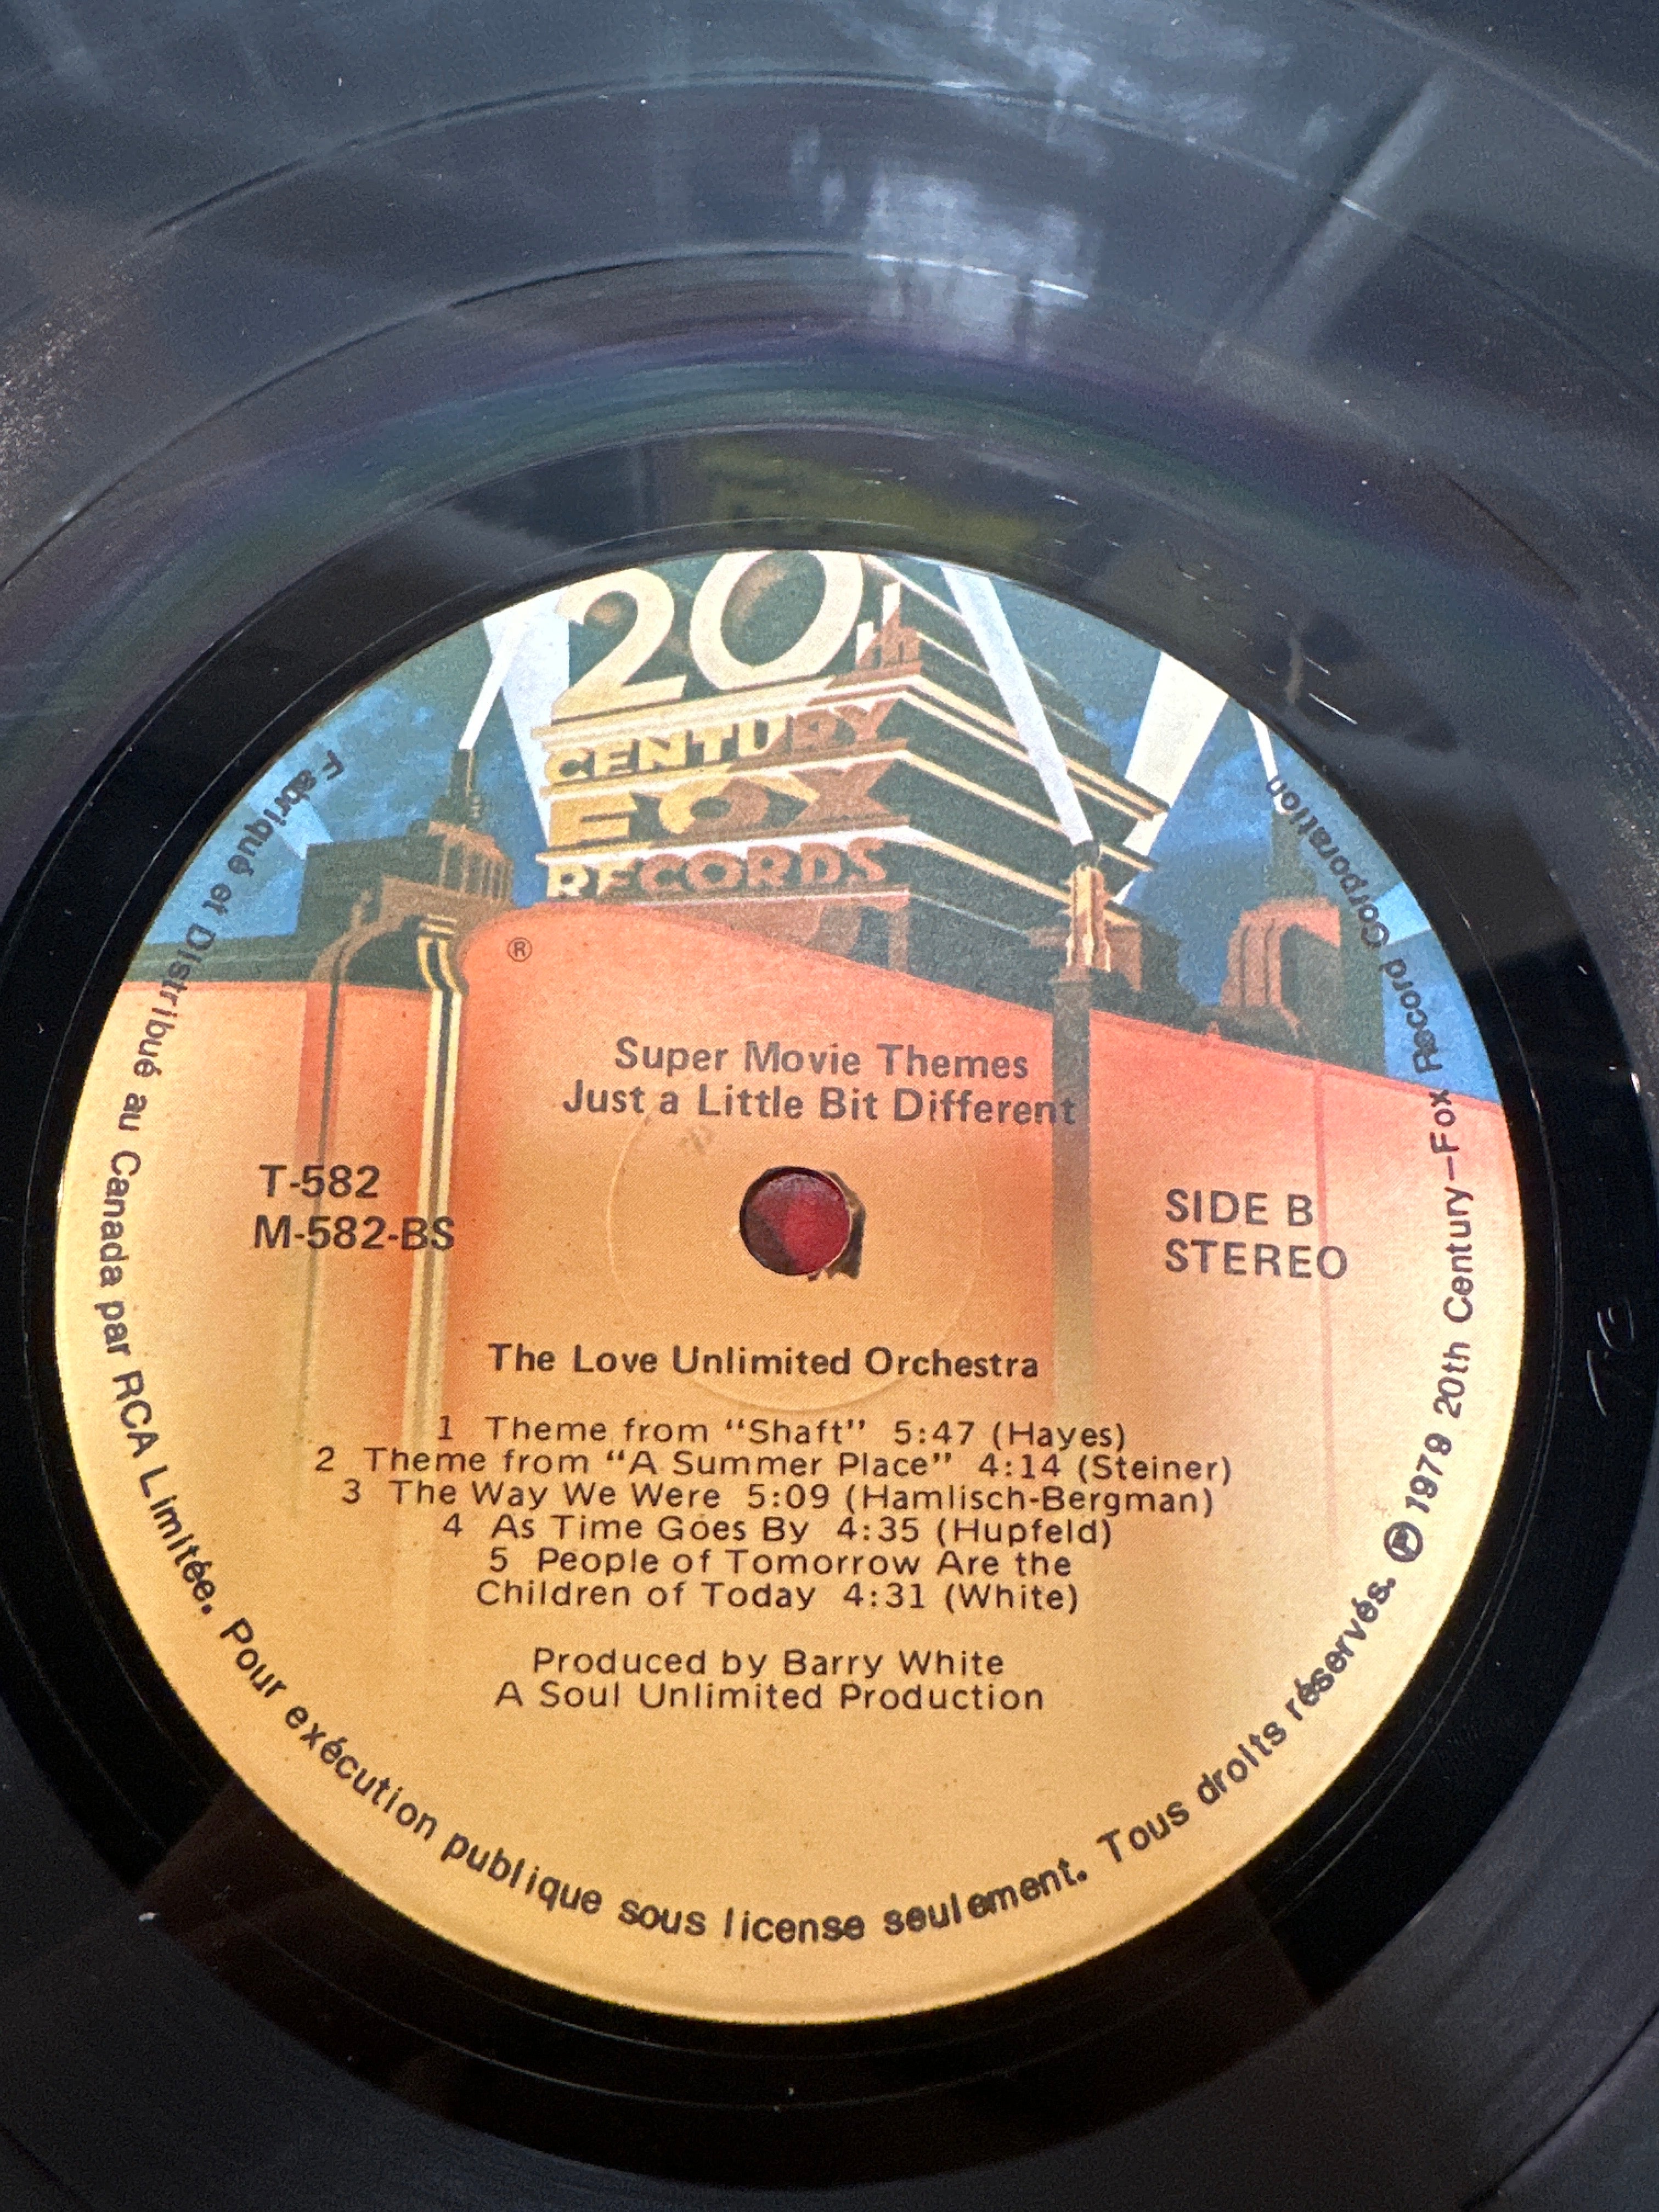 20th
CENTURY
FOX
RECORDS
®
Super Movie Themes
Just a Little Bit Different
T-582
M-582-BS
SIDE B
STEREO
The Love Unlimited Orchestra
1 Theme from “Shaft” 5:47 (Hayes)
2 Theme from “A Summer Place” 4:14 (Steiner)
3 The Way We Were 5:09 (Hamlisch-Bergman)
4 As Time Goes By 4:35 (Hupfeld)
5 People of Tomorrow Are the
Children of Today 4:31 (White)
Produced by Barry White
A Soul Unlimited Production
Fabriqué et Distribué au Canada par RCA Limitée. Pour exécution publique sous license seulement. Tous droits réservés. ℗ 1979 20th Century-Fox Record Corporation